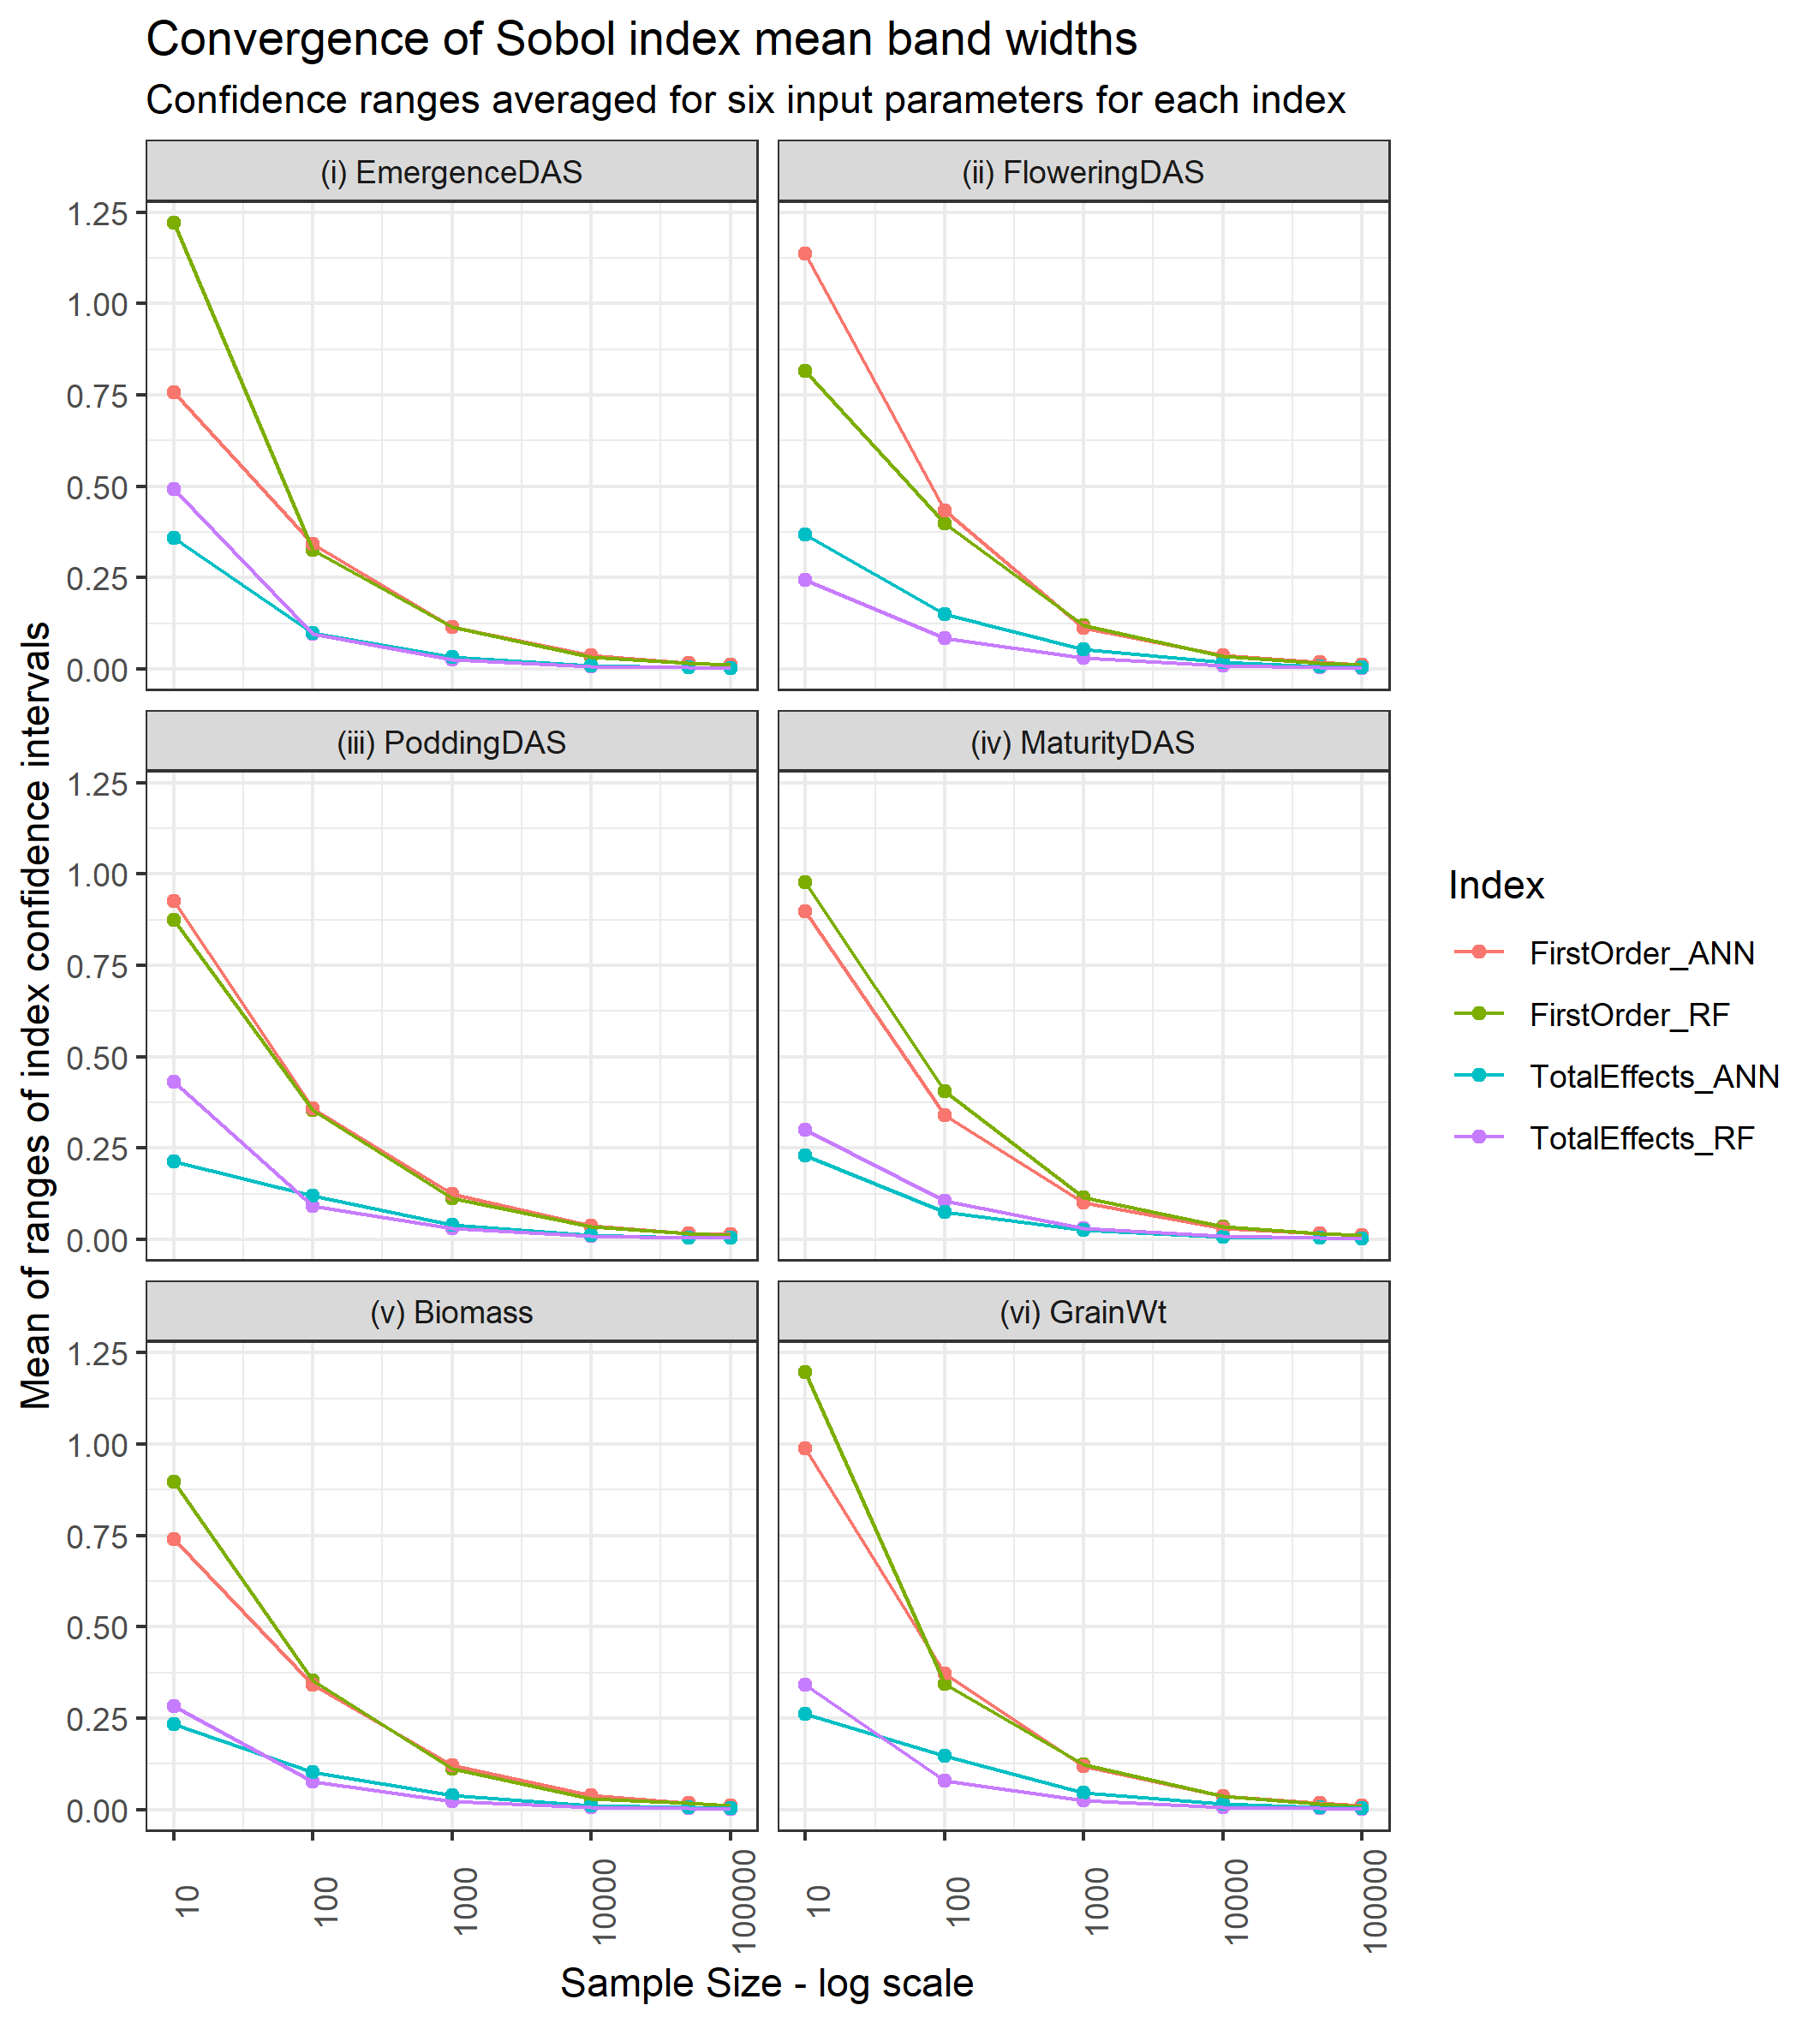 Convergence of Sobol index mean band widths
Confidence ranges averaged for six input parameters for each index
Mean of ranges of index confidence intervals
(i) EmergenceDAS
(ii) FloweringDAS
1.25
1.00
0.75
0.50
0.25
0.00
(iii) PoddingDAS
(iv) MaturityDAS
1.25
1.00
0.75
0.50
0.25
0.00
(v) Biomass
(vi) GrainWt
1.25
1.00
0.75
0.50
0.25
0.00
10
100
1000
10000
100000
10
100
1000
10000
100000
Sample Size - log scale
Index
FirstOrder_ANN
FirstOrder_RF
TotalEffects_ANN
TotalEffects_RF